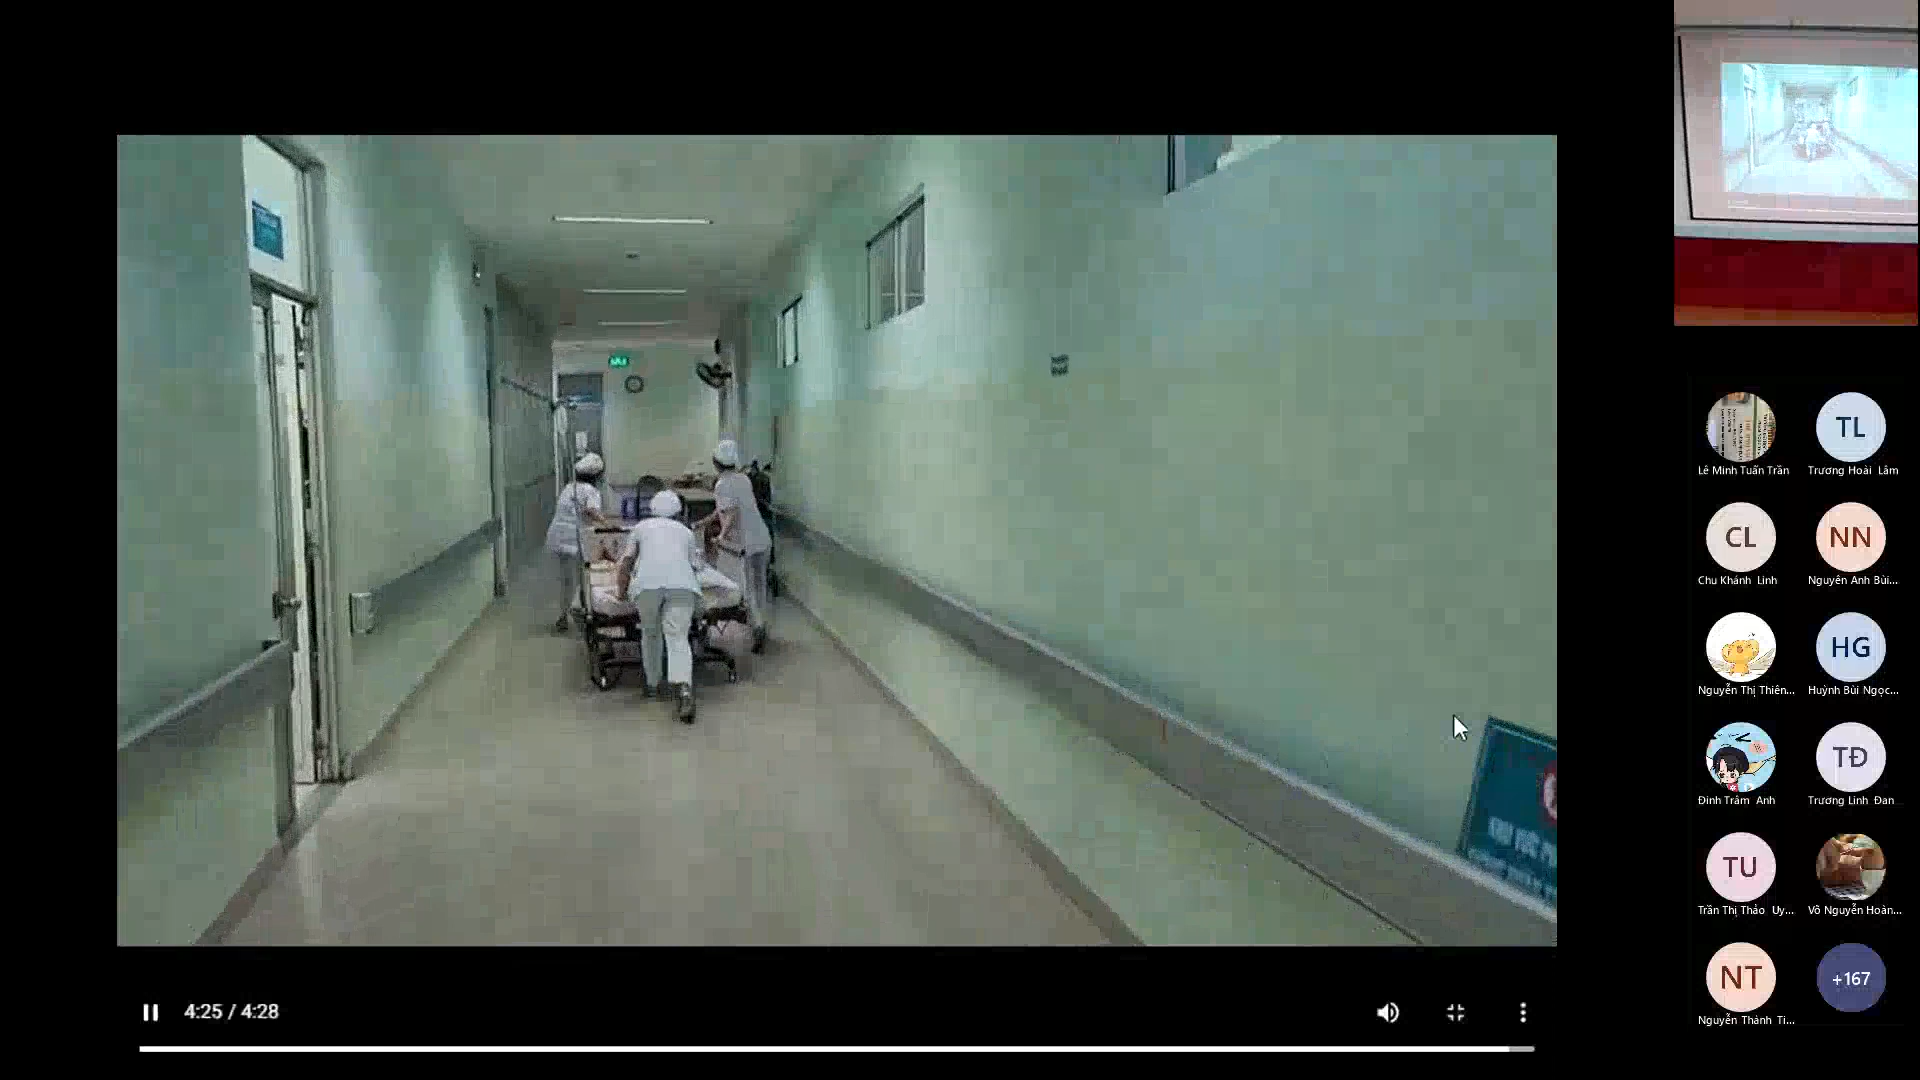 Lê Minh Tuấn Trần
TL
Trương Hoài Lâm
CL
Chu Khánh Linh
NN
Nguyên Anh Bùi...
Nguyễn Thị Thiên...
HG
Huỳnh Bùi Ngọc...
Đinh Trâm Anh
TĐ
Trương Linh Đan
TU
Trần Thị Thảo Uy...
Võ Nguyễn Hoàn...
NT
Nguyễn Thành Ti...
+167
4:25 / 4:28